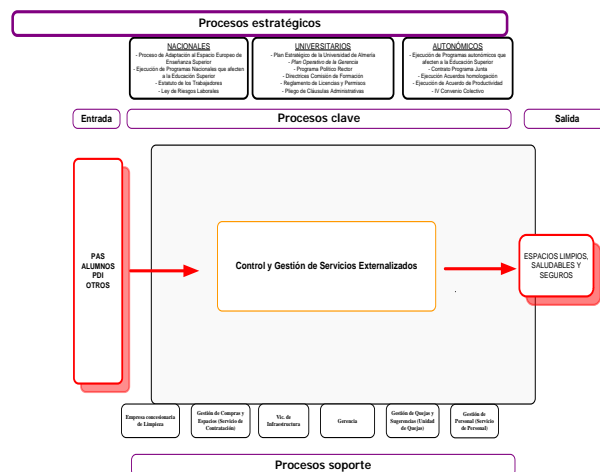 Procesos estratégicos
NACIONALES
- Proceso de Adaptación al Espacio Europeo de
Enseñanza Superior
- Ejecución de Programas Nacionales que afecten
a la Educación Superior
- Estatuto de los Trabajadores
- Ley de Riesgos Laborales
UNIVERSITARIOS
- Plan Estratégico de la Universidad de Almería
- Plan Operativo de la Gerencia
- Programa Político Rector
- Directrices Comisión de Formación
- Reglamento de Licencias y Permisos
- Pliego de Cláusulas Administrativas
AUTONÓMICOS
- Ejecución de Programas autonómicos que
afecten a la Educación Superior
- Contrato Programa Junta
- Ejecución Acuerdos homologación
- Ejecución de Acuerdo de Productividad
- IV Convenio Colectivo
Entrada
Procesos clave
Salida
PAS
ALUMNOS
PDI
OTROS
Control y Gestión de Servicios Externalizados
ESPACIOS LIMPIOS,
SALUDABLES Y
SEGUROS
Empresa concesionaria
de Limpieza
Gestión de Compras y
Espacios (Servicio de
Contratación)
Vic. de
Infraestructura
Gerencia
Gestión de Quejas y
Sugerencias (Unidad
de Quejas)
Gestión de
Personal (Servicio
de Personal)
Procesos soporte